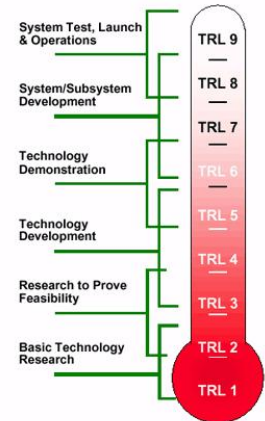 System Test, Launch
& Operations
System/Subsystem
Development
Technology
Demonstration
Technology
Development
Research to Prove
Feasibility
Basic Technology
Research
TRL 9
TRL 8
TRL 7
TRL 6
TRL 5
TRL 4
TRL 3
TRL 2
TRL 1